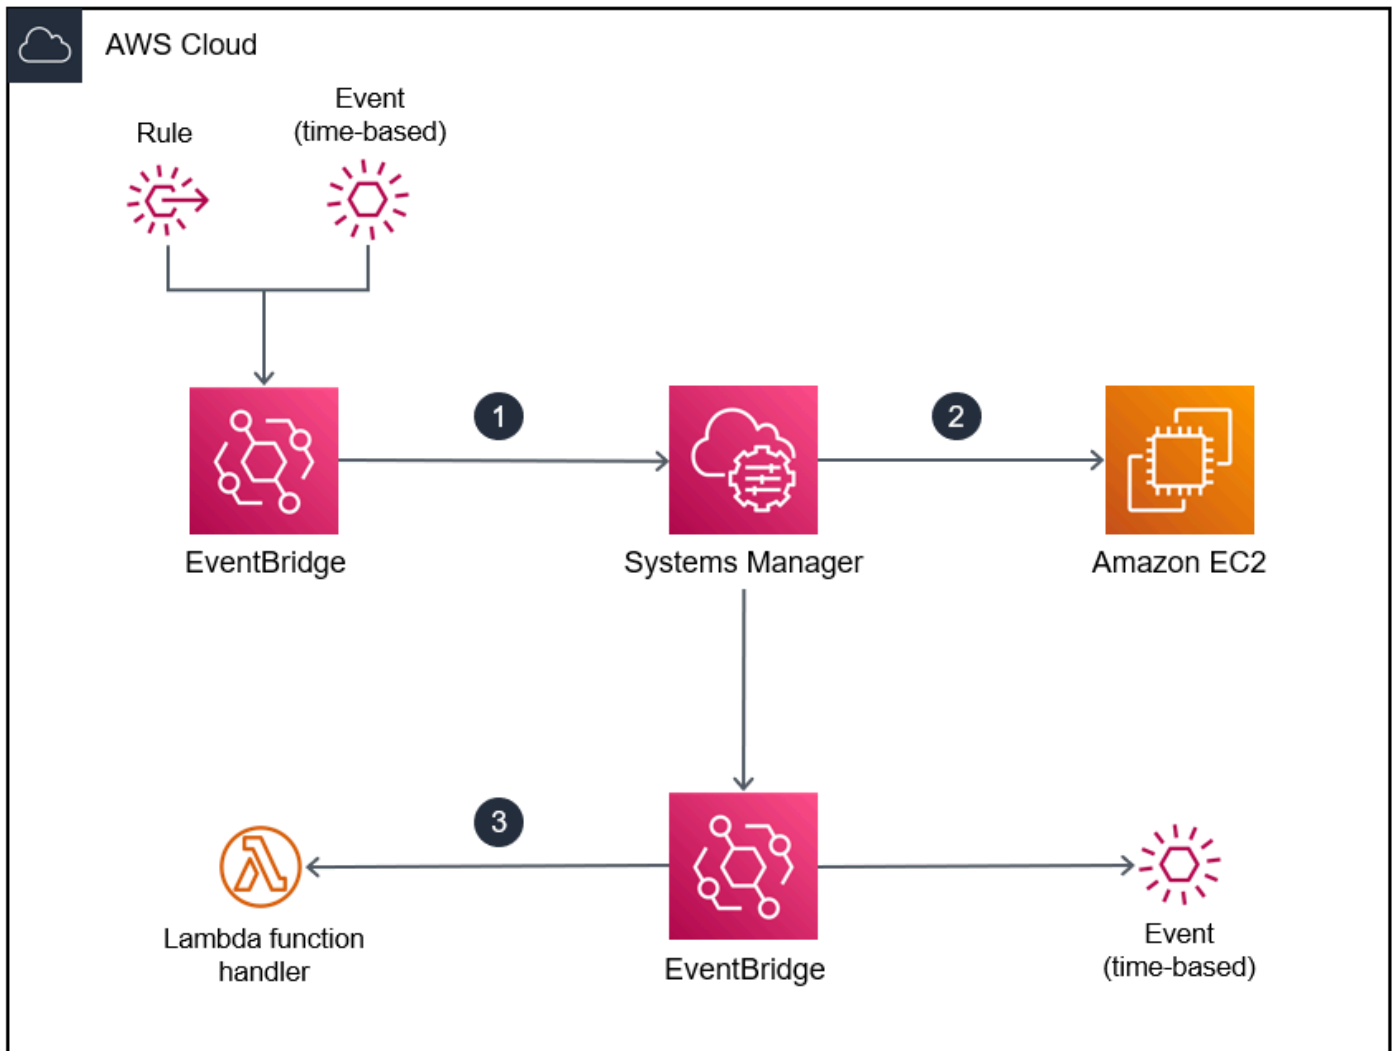 AWS Cloud
Event
(time-based)
Rule
1
2
EventBridge
Systems Manager
Amazon EC2
3
Lambda function
handler
EventBridge
Event
(time-based)